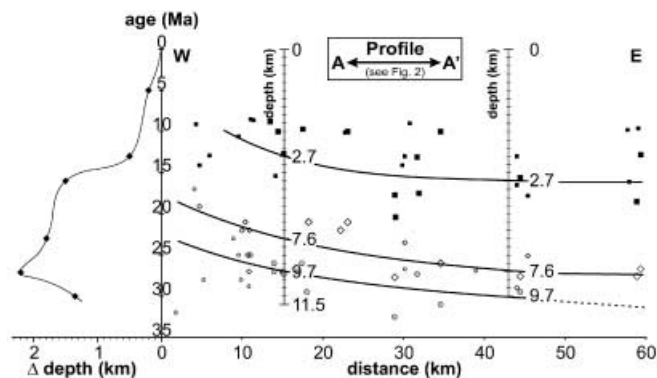 age (Ma)
0
5
10
15
20
25
30
35
W
0
depth (km)
2.7
7.6
9.7
11.5
Profile
A A'
(see Fig. 2)
0
depth (km)
2.7
7.6
9.7
E
2 1 0 10 20 30 40 50 60
Δ depth (km) distance (km)